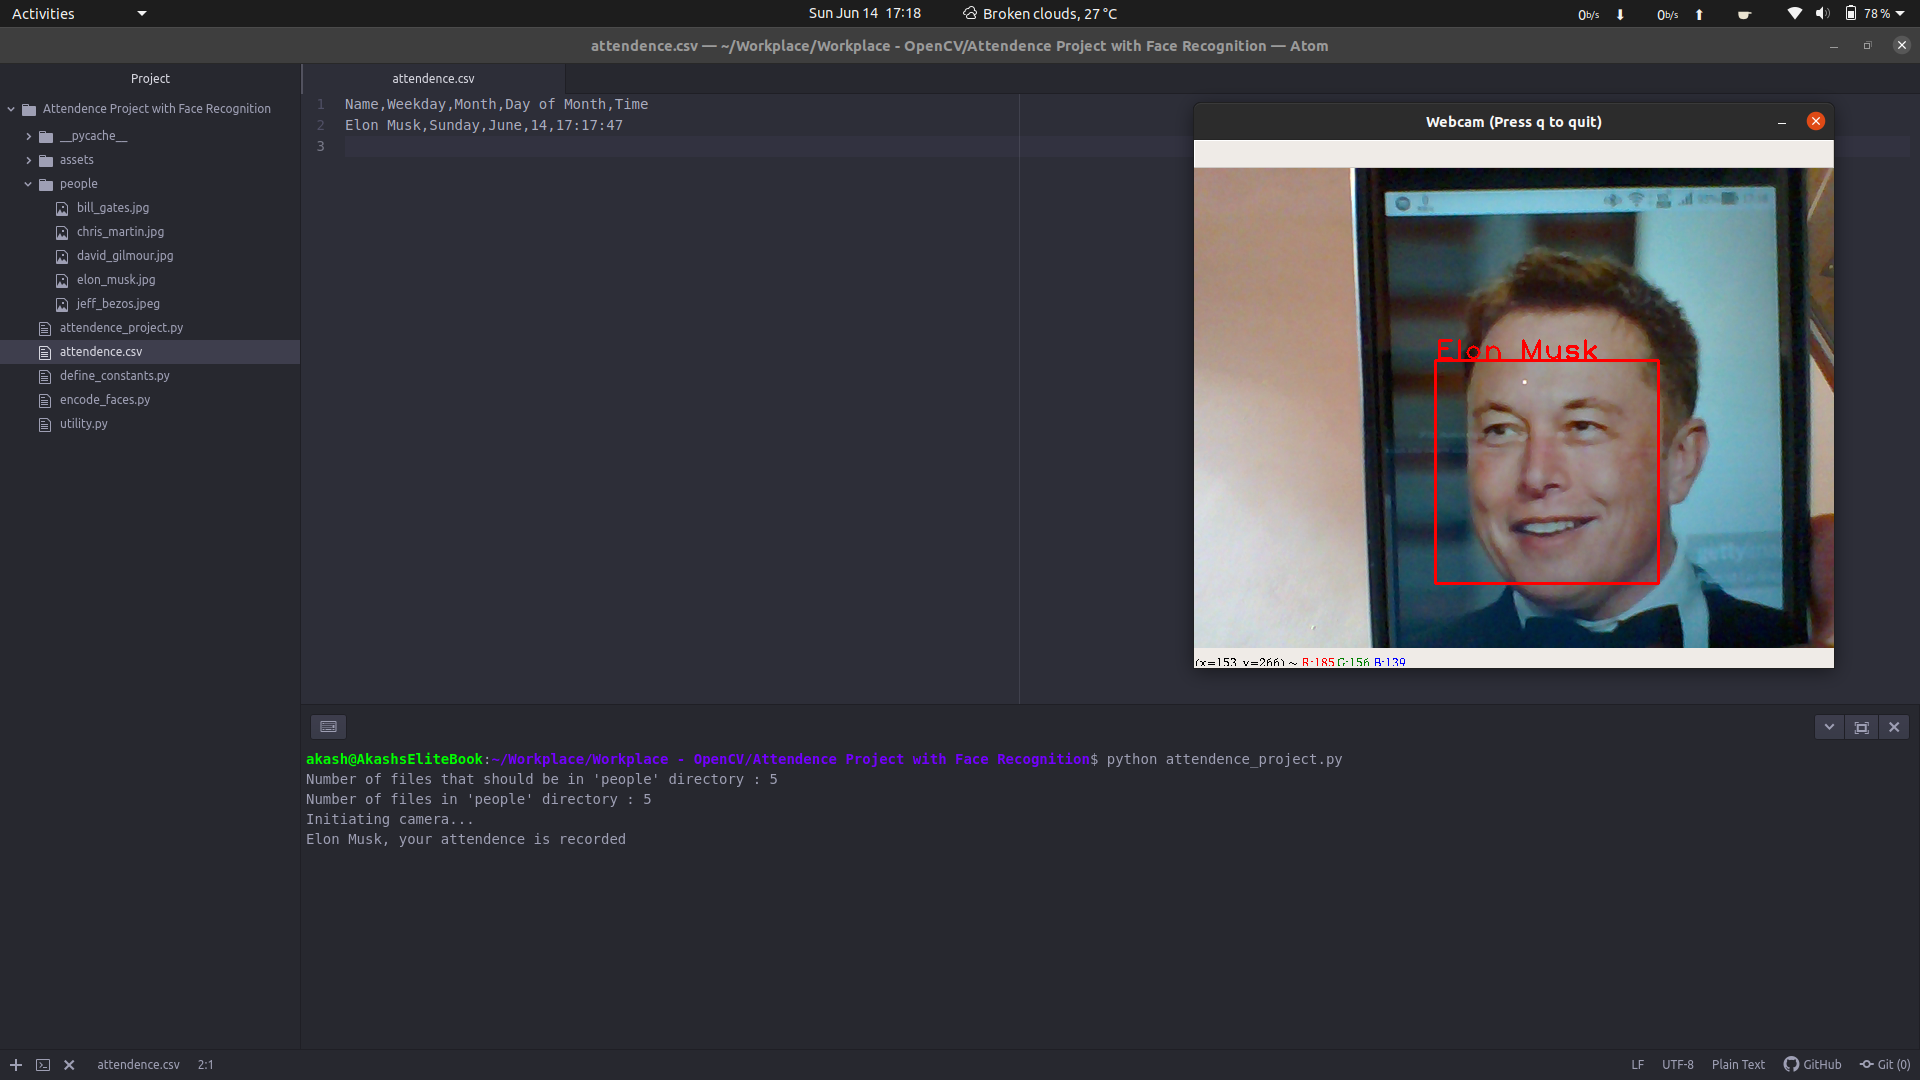 Activities
Sun Jun 14 17:18
Broken clouds, 27 °C
0b/s
0b/s
78 %
attendence.csv — ~/Workplace/Workplace - OpenCV/Attendence Project with Face Recognition — Atom
Project
Attendence Project with Face Recognition
__pycache__
assets
people
bill_gates.jpg
chris_martin.jpg
david_gilmour.jpg
elon_musk.jpg
jeff_bezos.jpeg
attendence_project.py
attendence.csv
define_constants.py
encode_faces.py
utility.py
attendence.csv
1 Name,Weekday,Month,Day of Month,Time
2 Elon Musk,Sunday,June,14,17:17:47
3
Webcam (Press q to quit)
Elon Musk
(x=153, y=266) ~ R:185 G:156 B:139
akash@AkashsEliteBook:~/Workplace/Workplace - OpenCV/Attendence Project with Face Recognition$ python attendence_project.py
Number of files that should be in 'people' directory : 5
Number of files in 'people' directory : 5
Initiating camera...
Elon Musk, your attendence is recorded
attendence.csv 2:1
LF UTF-8 Plain Text GitHub Git (0)